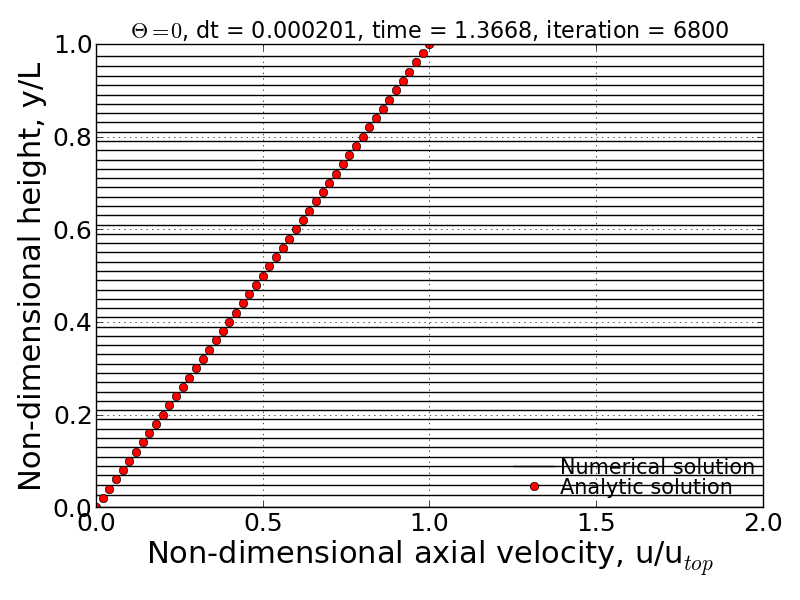 Θ=0, dt = 0.000201, time = 1.3668, iteration = 6800
Non-dimensional height, y/L
1.0
0.8
0.6
0.4
0.2
0.0
Numerical solution
Analytic solution
0.0 0.5 1.0 1.5 2.0
Non-dimensional axial velocity, u/u_top